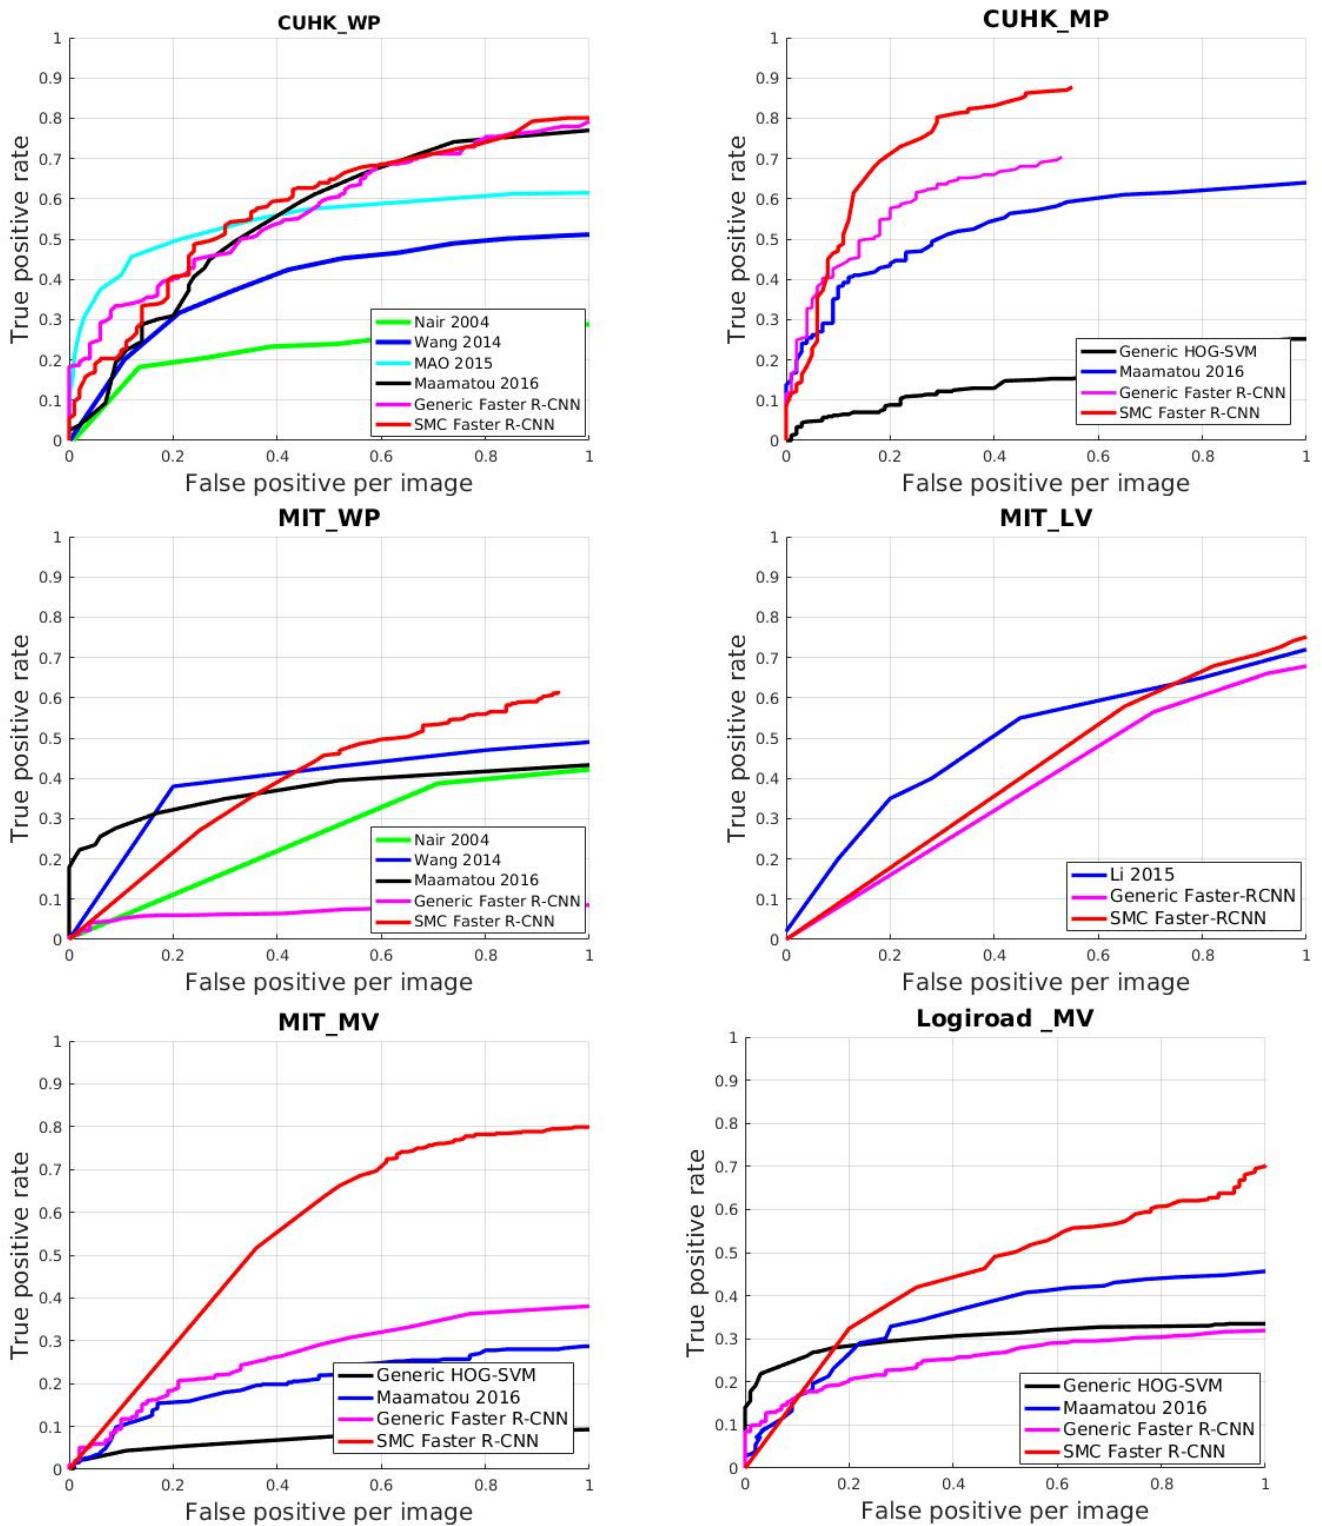 CUHK_WP
1
0.9
0.8
0.7
0.6
0.5
0.4
0.3
0.2
0.1
0
True positive rate
Nair 2004
Wang 2014
MAO 2015
Maamatou 2016
Generic Faster R-CNN
SMC Faster R-CNN
0 0.2 0.4 0.6 0.8 1
False positive per image
CUHK_MP
1
0.9
0.8
0.7
0.6
0.5
0.4
0.3
0.2
0.1
0
True positive rate
Generic HOG-SVM
Maamatou 2016
Generic Faster R-CNN
SMC Faster R-CNN
0 0.2 0.4 0.6 0.8 1
False positive per image
MIT_WP
1
0.9
0.8
0.7
0.6
0.5
0.4
0.3
0.2
0.1
0
True positive rate
Nair 2004
Wang 2014
Maamatou 2016
Generic Faster R-CNN
SMC Faster R-CNN
0 0.2 0.4 0.6 0.8 1
False positive per image
MIT_LV
1
0.9
0.8
0.7
0.6
0.5
0.4
0.3
0.2
0.1
0
True positive rate
Li 2015
Generic Faster-RCNN
SMC Faster-RCNN
0 0.2 0.4 0.6 0.8 1
False positive per image
MIT_MV
1
0.9
0.8
0.7
0.6
0.5
0.4
0.3
0.2
0.1
0
True positive rate
Generic HOG-SVM
Maamatou 2016
Generic Faster R-CNN
SMC Faster R-CNN
0 0.2 0.4 0.6 0.8 1
False positive per image
Logiroad _MV
1
0.9
0.8
0.7
0.6
0.5
0.4
0.3
0.2
0.1
0
True positive rate
Generic HOG-SVM
Maamatou 2016
Generic Faster R-CNN
SMC Faster R-CNN
0 0.2 0.4 0.6 0.8 1
False positive per image